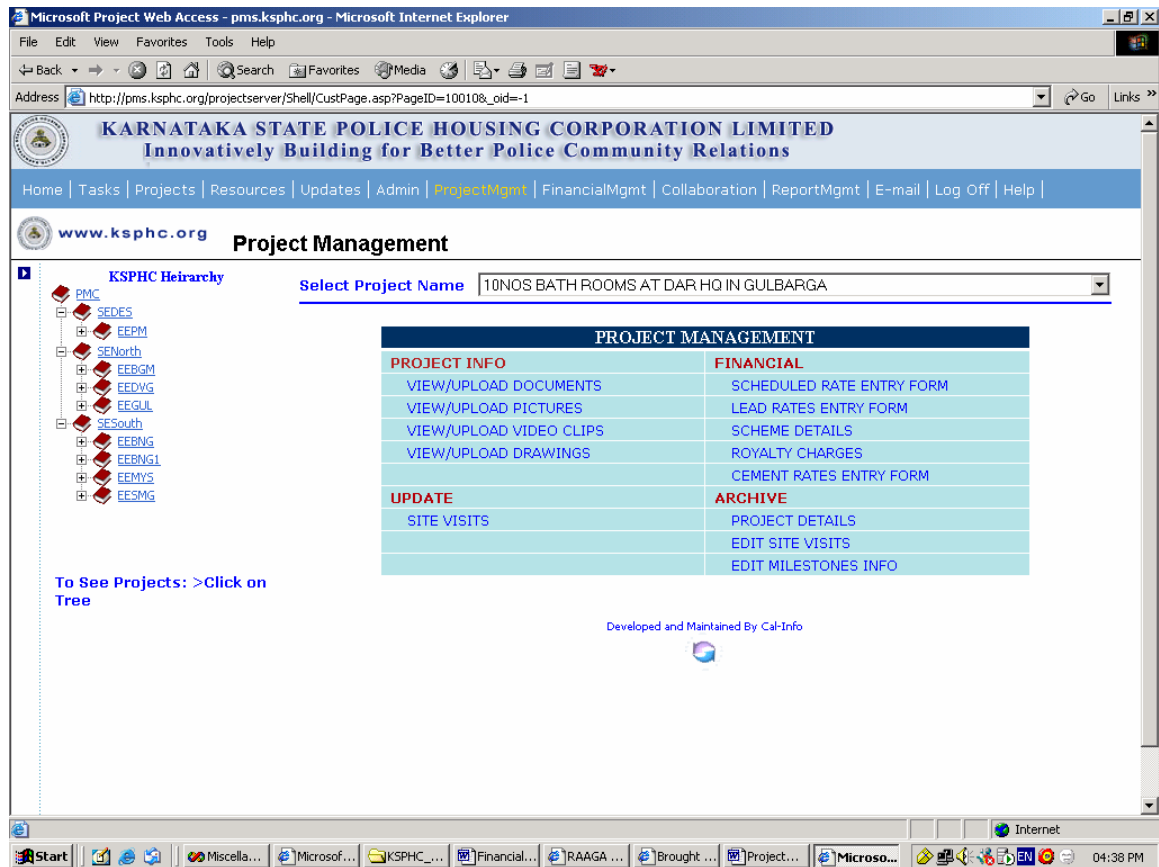 Microsoft Project Web Access - pms.ksphc.org - Microsoft Internet Explorer
File Edit View Favorites Tools Help
Back Search Favorites Media
Address http://pms.ksphc.org/projectserver/Shell/CustPage.asp?PageID=10010&_oid=-1 Go Links »
KARNATAKA STATE POLICE HOUSING CORPORATION LIMITED
Innovatively Building for Better Police Community Relations
Home | Tasks | Projects | Resources | Updates | Admin | ProjectMgmt | FinancialMgmt | Collaboration | ReportMgmt | E-mail | Log Off | Help |
www.ksphc.org Project Management
KSPHC Heirarchy
Select Project Name 10NOS BATH ROOMS AT DAR HQ IN GULBARGA
PMC
SEDES
EEPM
SENorth
EEBGM
EEDVG
EEGUL
SESouth
EEBNG
EEBNG1
EEMYS
EESMG
To See Projects: >Click on
Tree
PROJECT MANAGEMENT
PROJECT INFO FINANCIAL
VIEW/UPLOAD DOCUMENTS SCHEDULED RATE ENTRY FORM
VIEW/UPLOAD PICTURES LEAD RATES ENTRY FORM
VIEW/UPLOAD VIDEO CLIPS SCHEME DETAILS
VIEW/UPLOAD DRAWINGS ROYALTY CHARGES
CEMENT RATES ENTRY FORM
UPDATE ARCHIVE
SITE VISITS PROJECT DETAILS
EDIT SITE VISITS
EDIT MILESTONES INFO
Developed and Maintained By Cal-Info
Internet
Start Miscella... Microsof... KSPHC_... Financial... RAAGA ... Brought ... Project... Microso... EN 04:38 PM